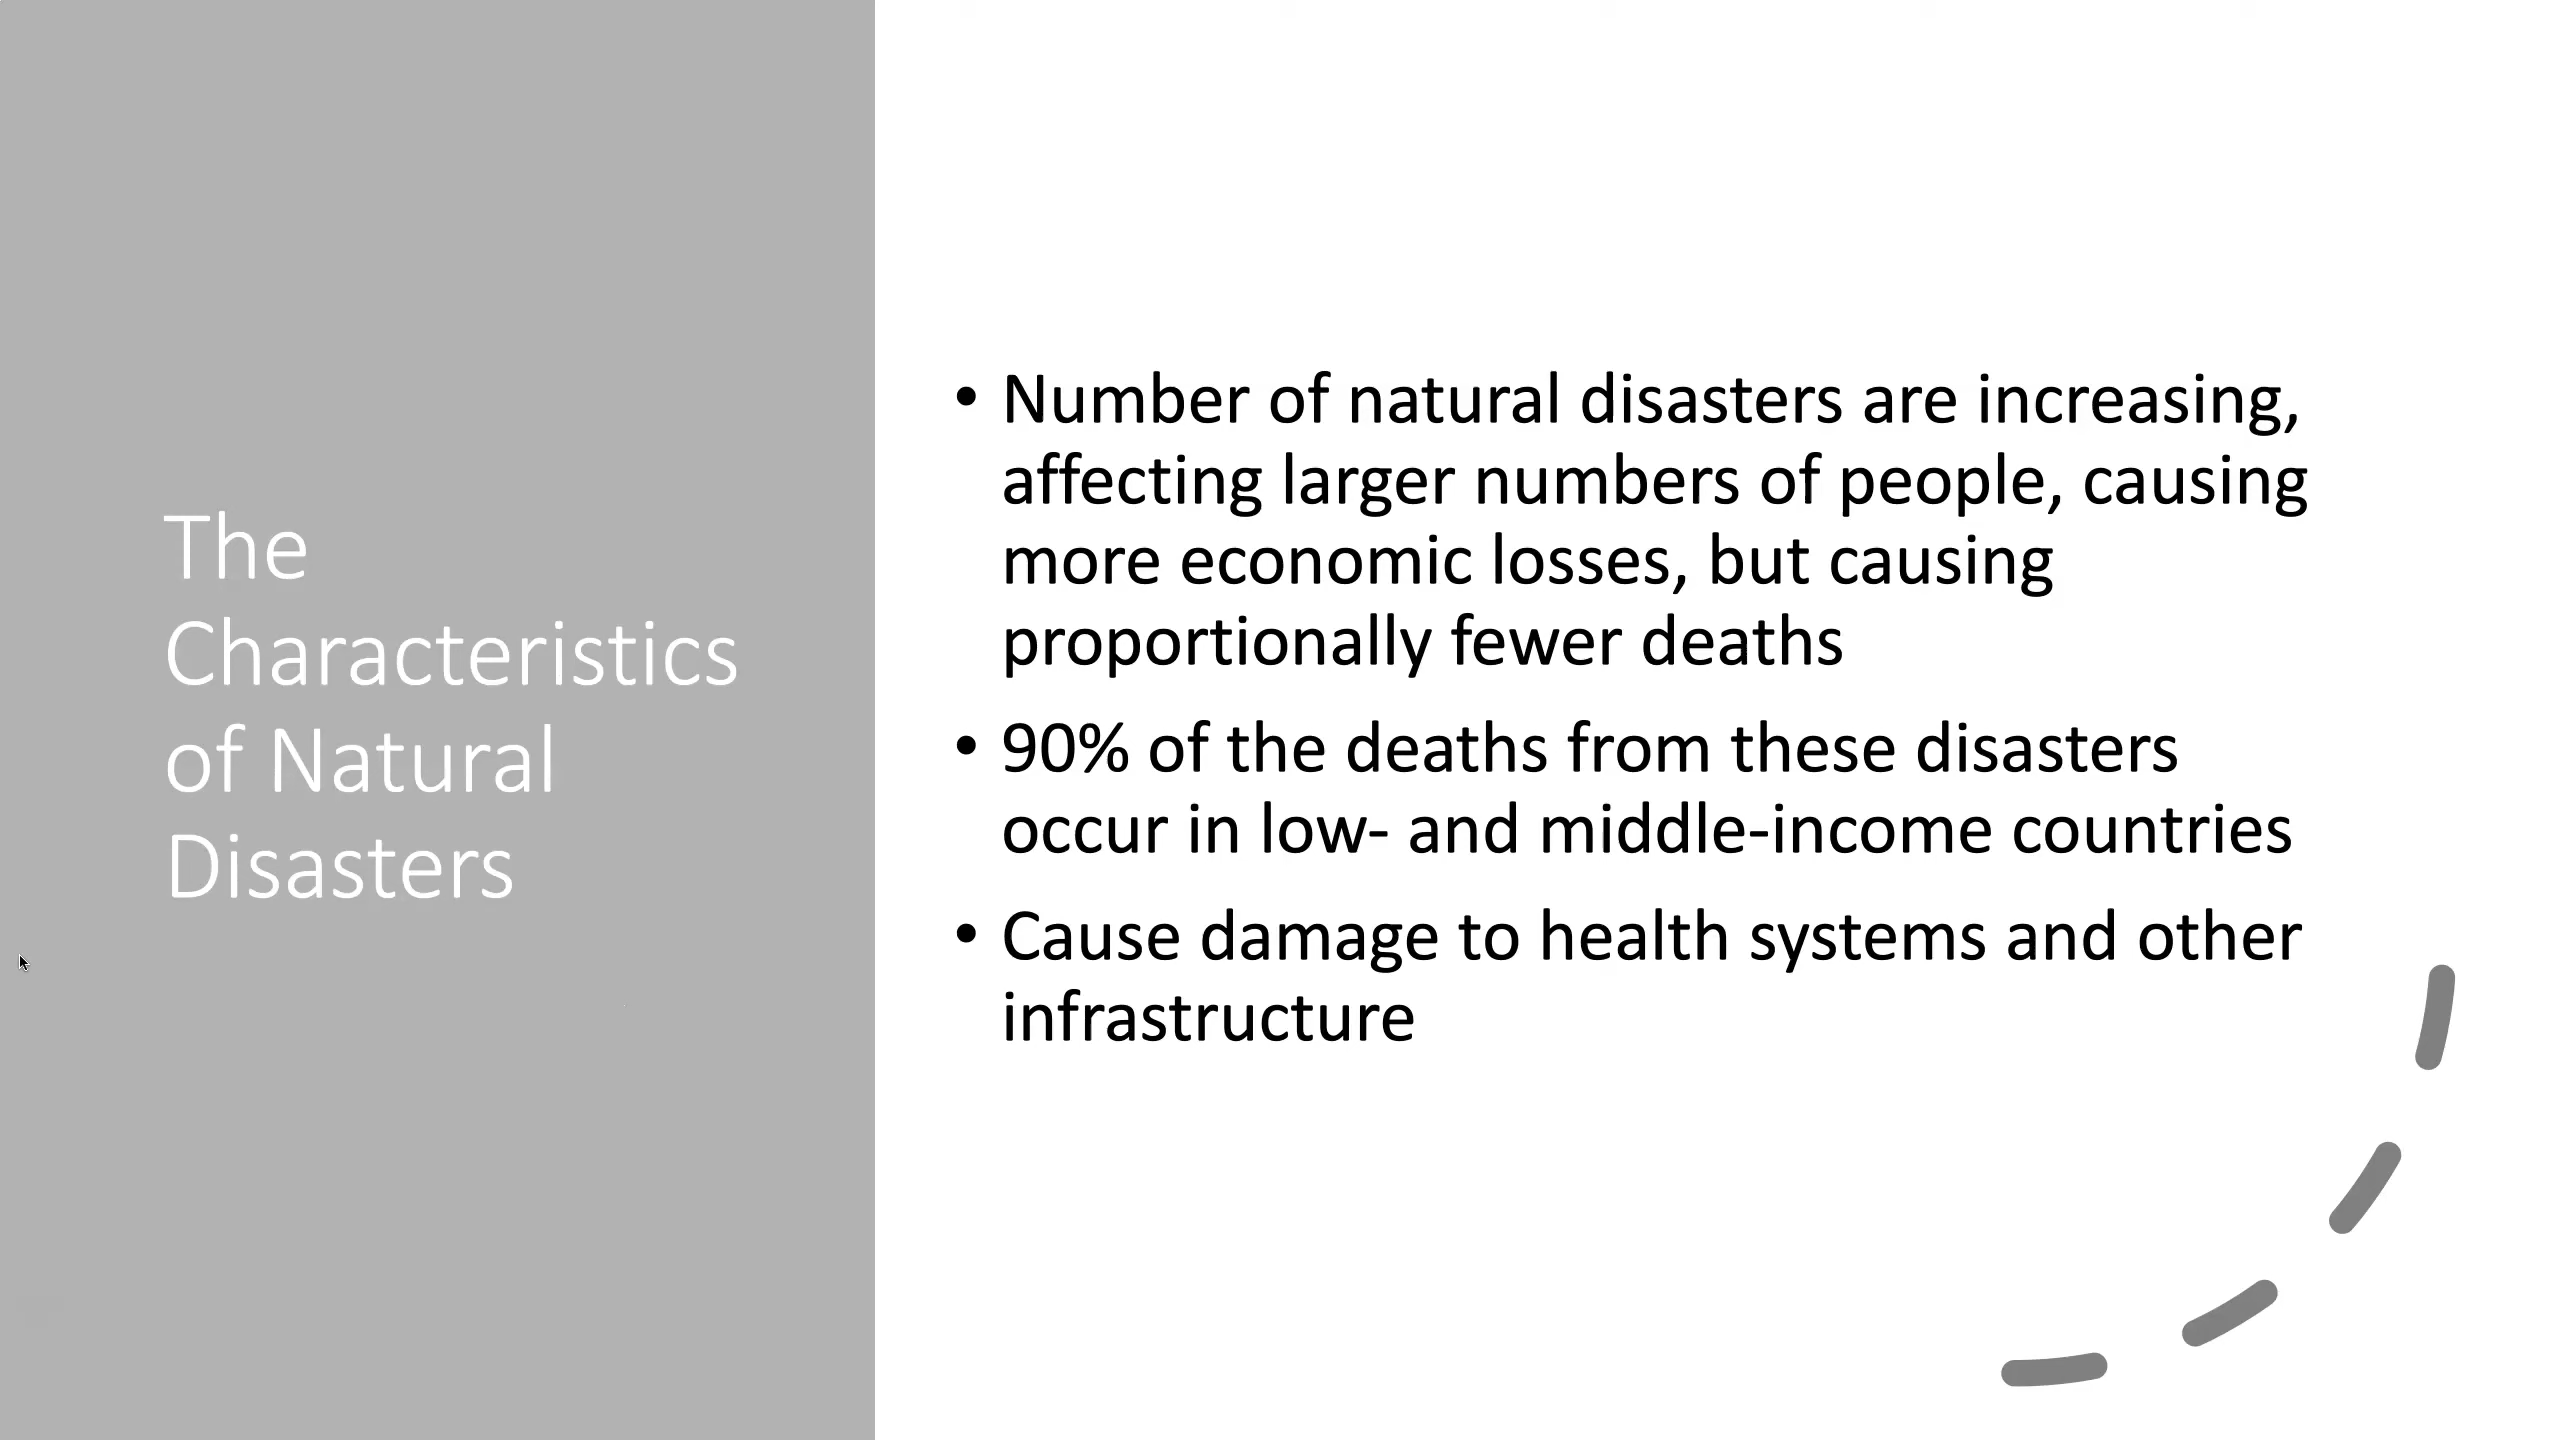 The
Characteristics
of Natural
Disasters
• Number of natural disasters are increasing,
affecting larger numbers of people, causing
more economic losses, but causing
proportionally fewer deaths
• 90% of the deaths from these disasters
occur in low- and middle-income countries
• Cause damage to health systems and other
infrastructure